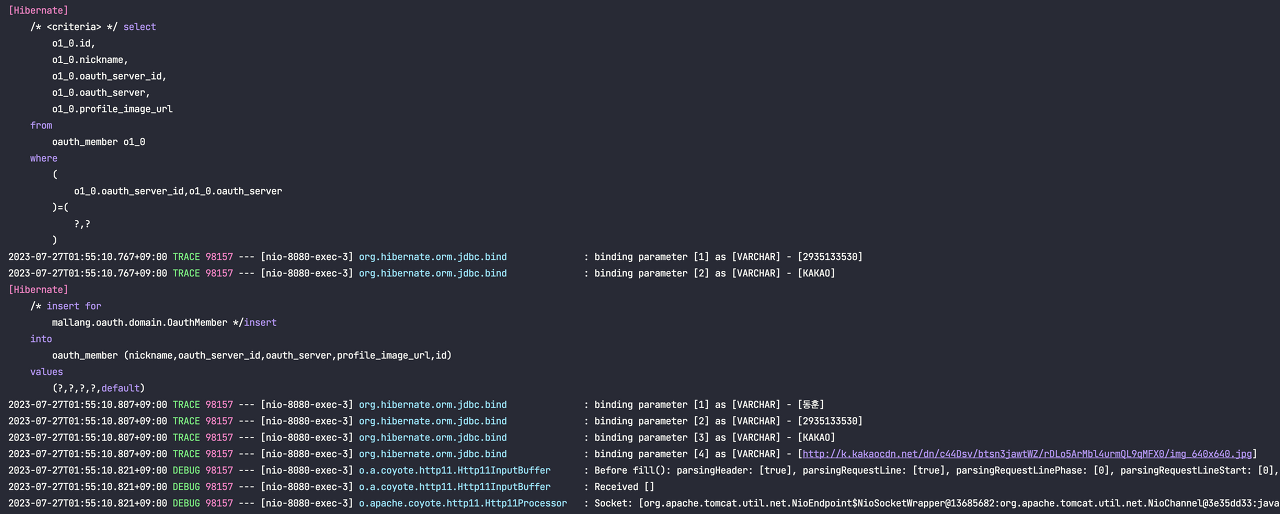 [Hibernate]
/* <criteria> */ select
o1_0.id,
o1_0.nickname,
o1_0.oauth_server_id,
o1_0.oauth_server,
o1_0.profile_image_url
from
oauth_member o1_0
where
(
o1_0.oauth_server_id,o1_0.oauth_server
)=(
?,?
)
2023-07-27T01:55:10.767+09:00 TRACE 98157 --- [nio-8080-exec-3] org.hibernate.orm.jdbc.bind : binding parameter [1] as [VARCHAR] - [2935133530]
2023-07-27T01:55:10.767+09:00 TRACE 98157 --- [nio-8080-exec-3] org.hibernate.orm.jdbc.bind : binding parameter [2] as [VARCHAR] - [KAKAO]
[Hibernate]
/* insert for
mallang.oauth.domain.OauthMember */insert
into
oauth_member (nickname,oauth_server_id,oauth_server,profile_image_url,id)
values
(?,?,?,?,default)
2023-07-27T01:55:10.807+09:00 TRACE 98157 --- [nio-8080-exec-3] org.hibernate.orm.jdbc.bind : binding parameter [1] as [VARCHAR] - [동훈]
2023-07-27T01:55:10.807+09:00 TRACE 98157 --- [nio-8080-exec-3] org.hibernate.orm.jdbc.bind : binding parameter [2] as [VARCHAR] - [2935133530]
2023-07-27T01:55:10.807+09:00 TRACE 98157 --- [nio-8080-exec-3] org.hibernate.orm.jdbc.bind : binding parameter [3] as [VARCHAR] - [KAKAO]
2023-07-27T01:55:10.807+09:00 TRACE 98157 --- [nio-8080-exec-3] org.hibernate.orm.jdbc.bind : binding parameter [4] as [VARCHAR] - [http://k.kakaocdn.net/dn/c44Dsv/btsn3jawtWZ/rDLo5ArMbl4urmQL9qMFX0/img_640x640.jpg]
2023-07-27T01:55:10.821+09:00 DEBUG 98157 --- [nio-8080-exec-3] o.a.coyote.http11.Http11InputBuffer : Before fill(): parsingHeader: [true], parsingRequestLine: [true], parsingRequestLinePhase: [0], parsingRequestLineStart: [0],
2023-07-27T01:55:10.821+09:00 DEBUG 98157 --- [nio-8080-exec-3] o.a.coyote.http11.Http11InputBuffer : Received []
2023-07-27T01:55:10.821+09:00 DEBUG 98157 --- [nio-8080-exec-3] o.apache.coyote.http11.Http11Processor : Socket: [org.apache.tomcat.util.net.NioEndpoint$NioSocketWrapper@13685682:org.apache.tomcat.util.net.NioChannel@3e35dd33:java